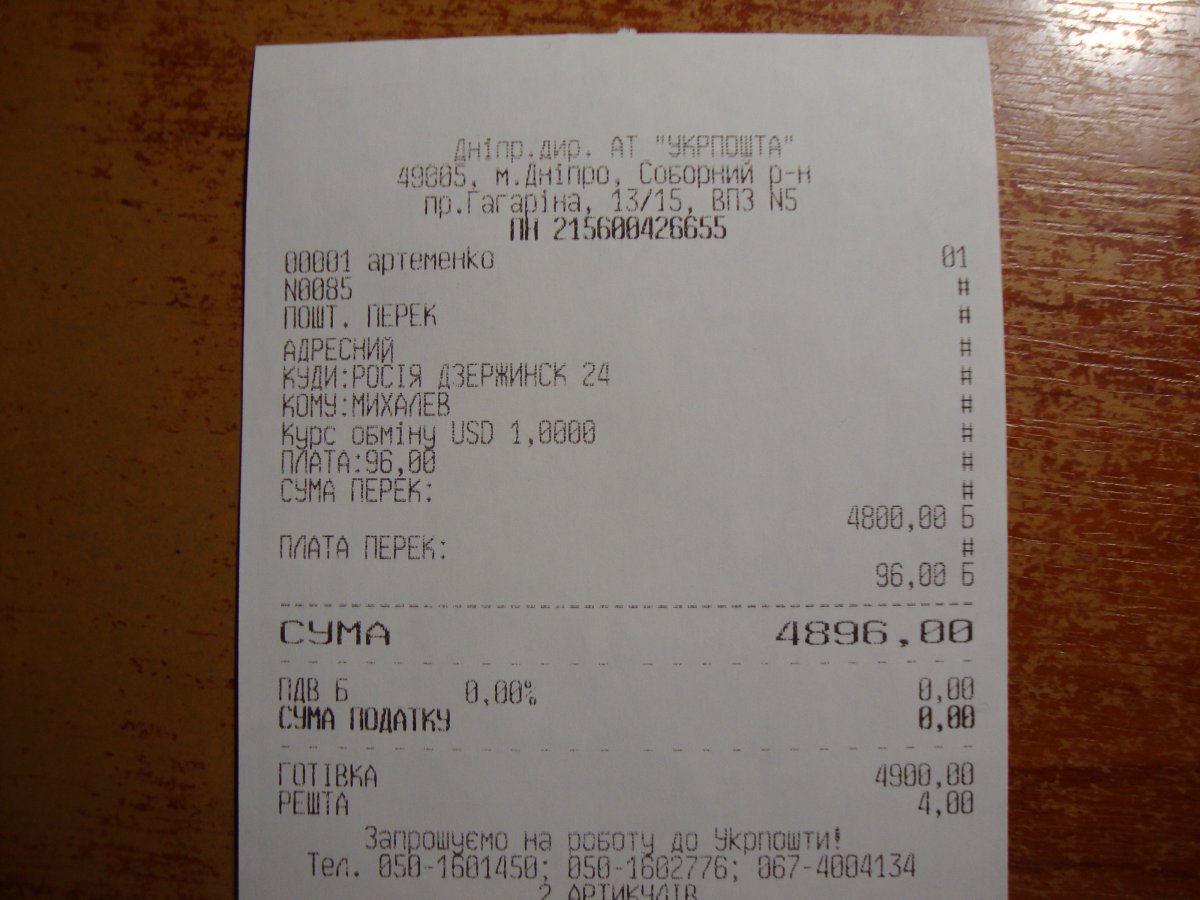 Дніпр.дир. АТ "УКРПОШТА"
49005, м.Дніпро, Соборний р-н
пр.Гагаріна, 13/15, ВПЗ N5
ПН 215600426655
00001 артеменко 01
N0085 #
ПОШТ. ПЕРЕК #
АДРЕСНИЙ #
КУДИ:РОСІЯ ДЗЕРЖИНСК 24 #
КОМУ:МИХАЛЕВ #
Курс обміну USD 1,0000 #
ПЛАТА:96,00 #
СУМА ПЕРЕК: #
4800,00 Б
ПЛАТА ПЕРЕК: #
96,00 Б
СУМА 4896,00
ПДВ Б 0,00% 0,00
СУМА ПОДАТКУ 0,00
ГОТІВКА 4900,00
РЕШТА 4,00
Запрошуємо на роботу до Укрпошти!
Тел. 050-1601450; 050-1602776; 067-4004134
2 АРТИКУЛІВ